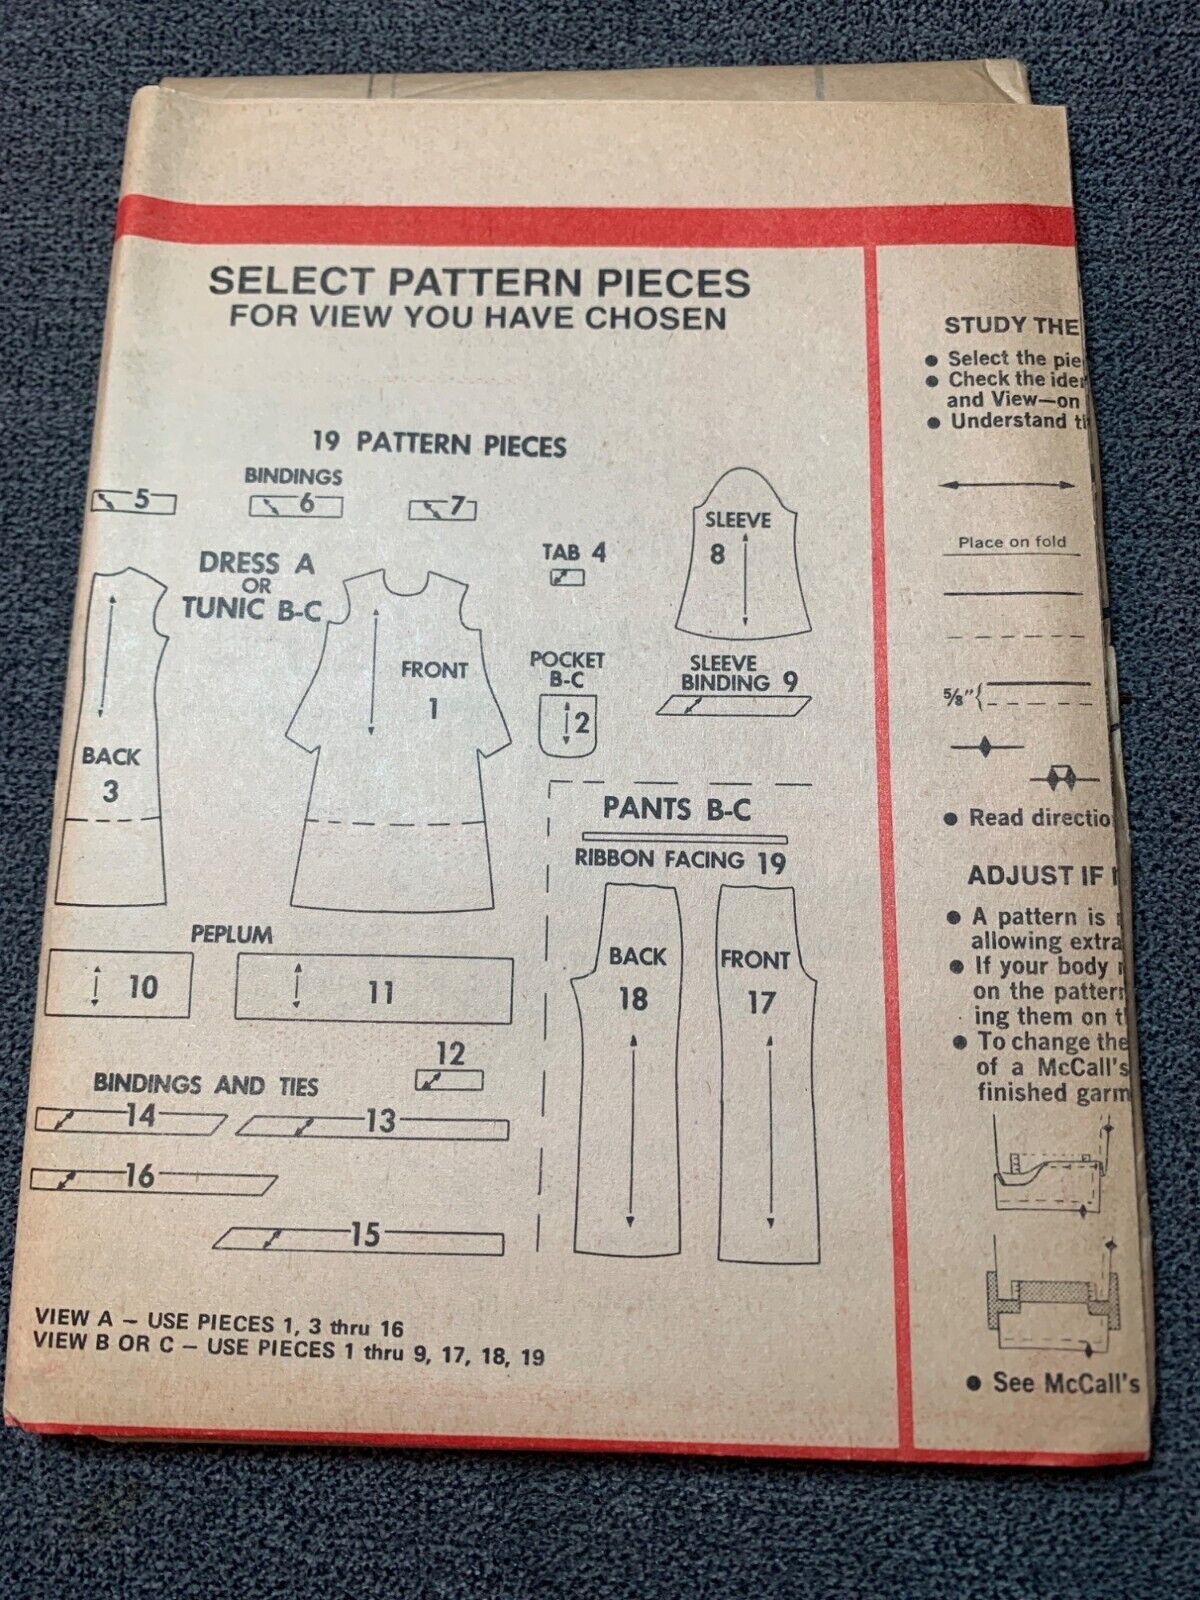 SELECT PATTERN PIECES
FOR VIEW YOU HAVE CHOSEN
19 PATTERN PIECES
BINDINGS
5
6
7
TAB 4
SLEEVE
8
DRESS A
OR
TUNIC B-C
FRONT
1
BACK
3
POCKET
B-C
2
SLEEVE
BINDING 9
PANTS B-C
RIBBON FACING 19
BACK
18
FRONT
17
PEPLUM
10
11
12
BINDINGS AND TIES
14
13
16
15
VIEW A – USE PIECES 1, 3 thru 16
VIEW B OR C – USE PIECES 1 thru 9, 17, 18, 19
STUDY THE
● Select the pie
● Check the iden
and View—on
● Understand
Place on fold
5/8"
● Read directio
ADJUST IF
● A pattern is
allowing extra
● If your body
on the pattern
ing them on
● To change the
of a McCall's
finished garm
● See McCall's